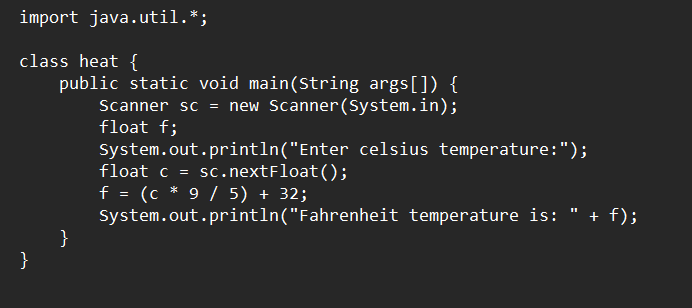 import java.util.*;
class heat {
public static void main(String args[]) {
Scanner sc = new Scanner(System.in);
float f;
System.out.println("Enter celsius temperature:");
float c = sc.nextFloat();
f = (c * 9 / 5) + 32;
System.out.println("Fahrenheit temperature is: " + f);
}
}